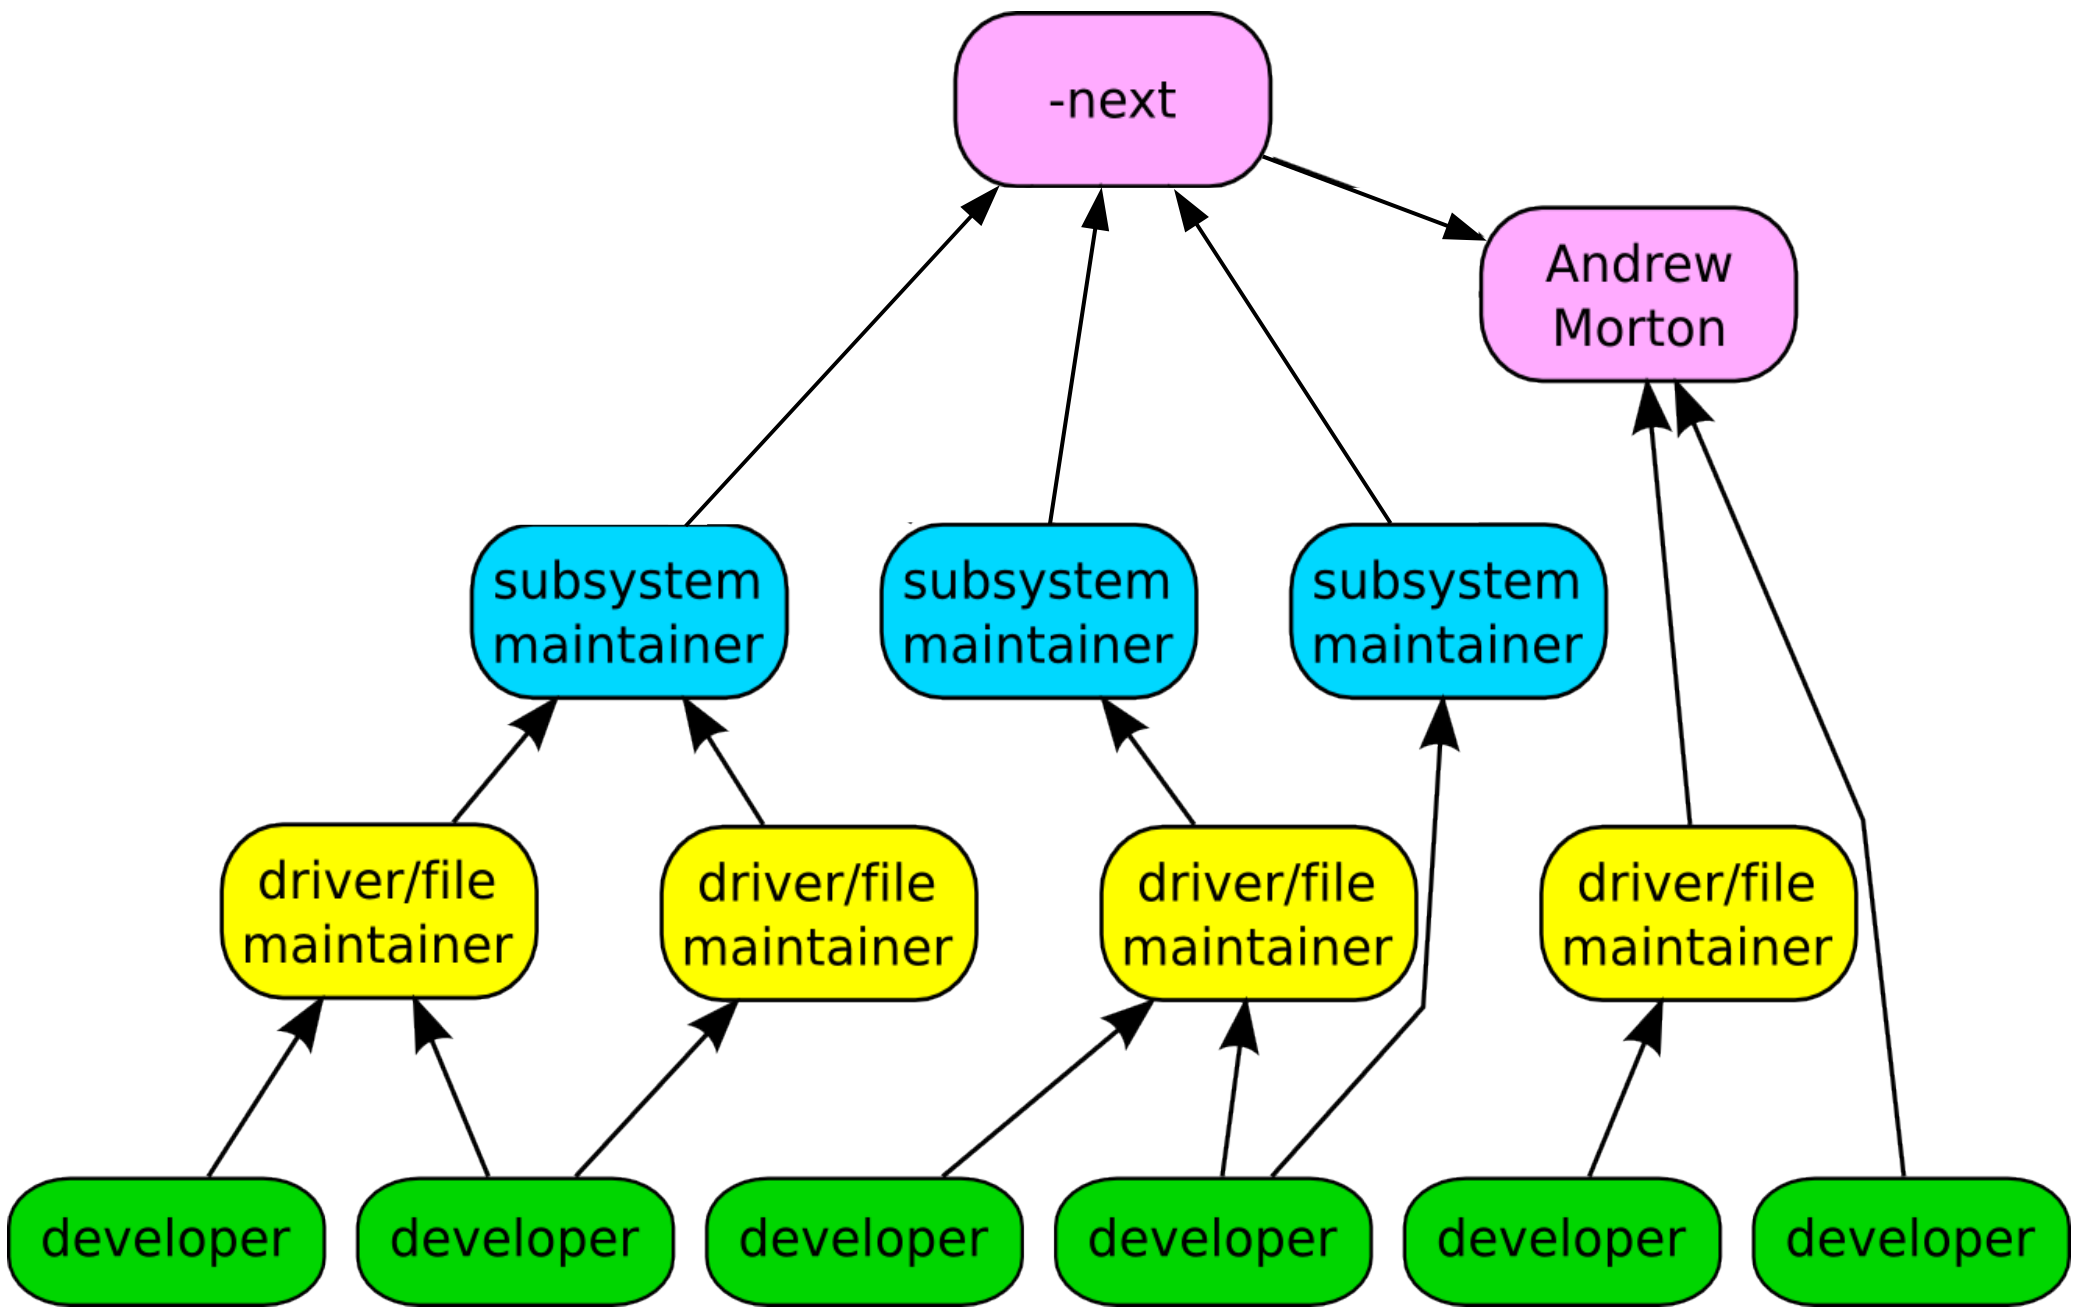 -next
Andrew
Morton
subsystem
maintainer
subsystem
maintainer
subsystem
maintainer
driver/file
maintainer
driver/file
maintainer
driver/file
maintainer
driver/file
maintainer
developer
developer
developer
developer
developer
developer